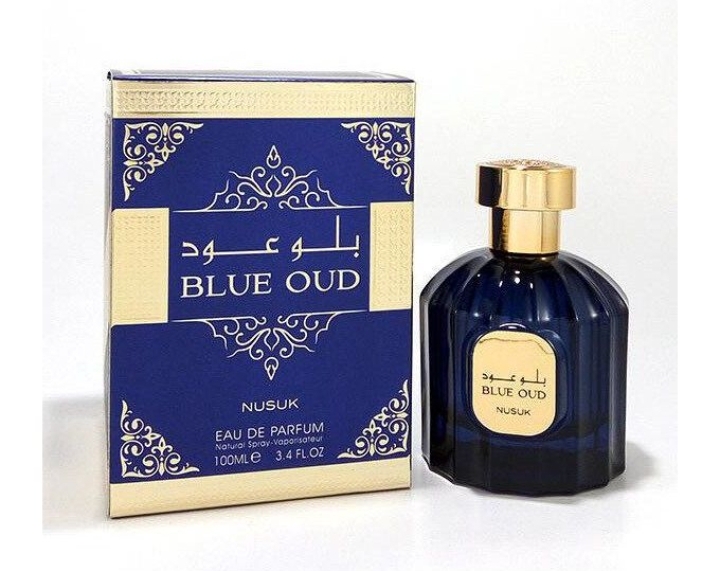 بلو عود
BLUE OUD
NUSUK
EAU DE PARFUM
Natural Spray-Vaporisateur
100ML℮ 3.4 FL.OZ
بلو عود
BLUE OUD
NUSUK